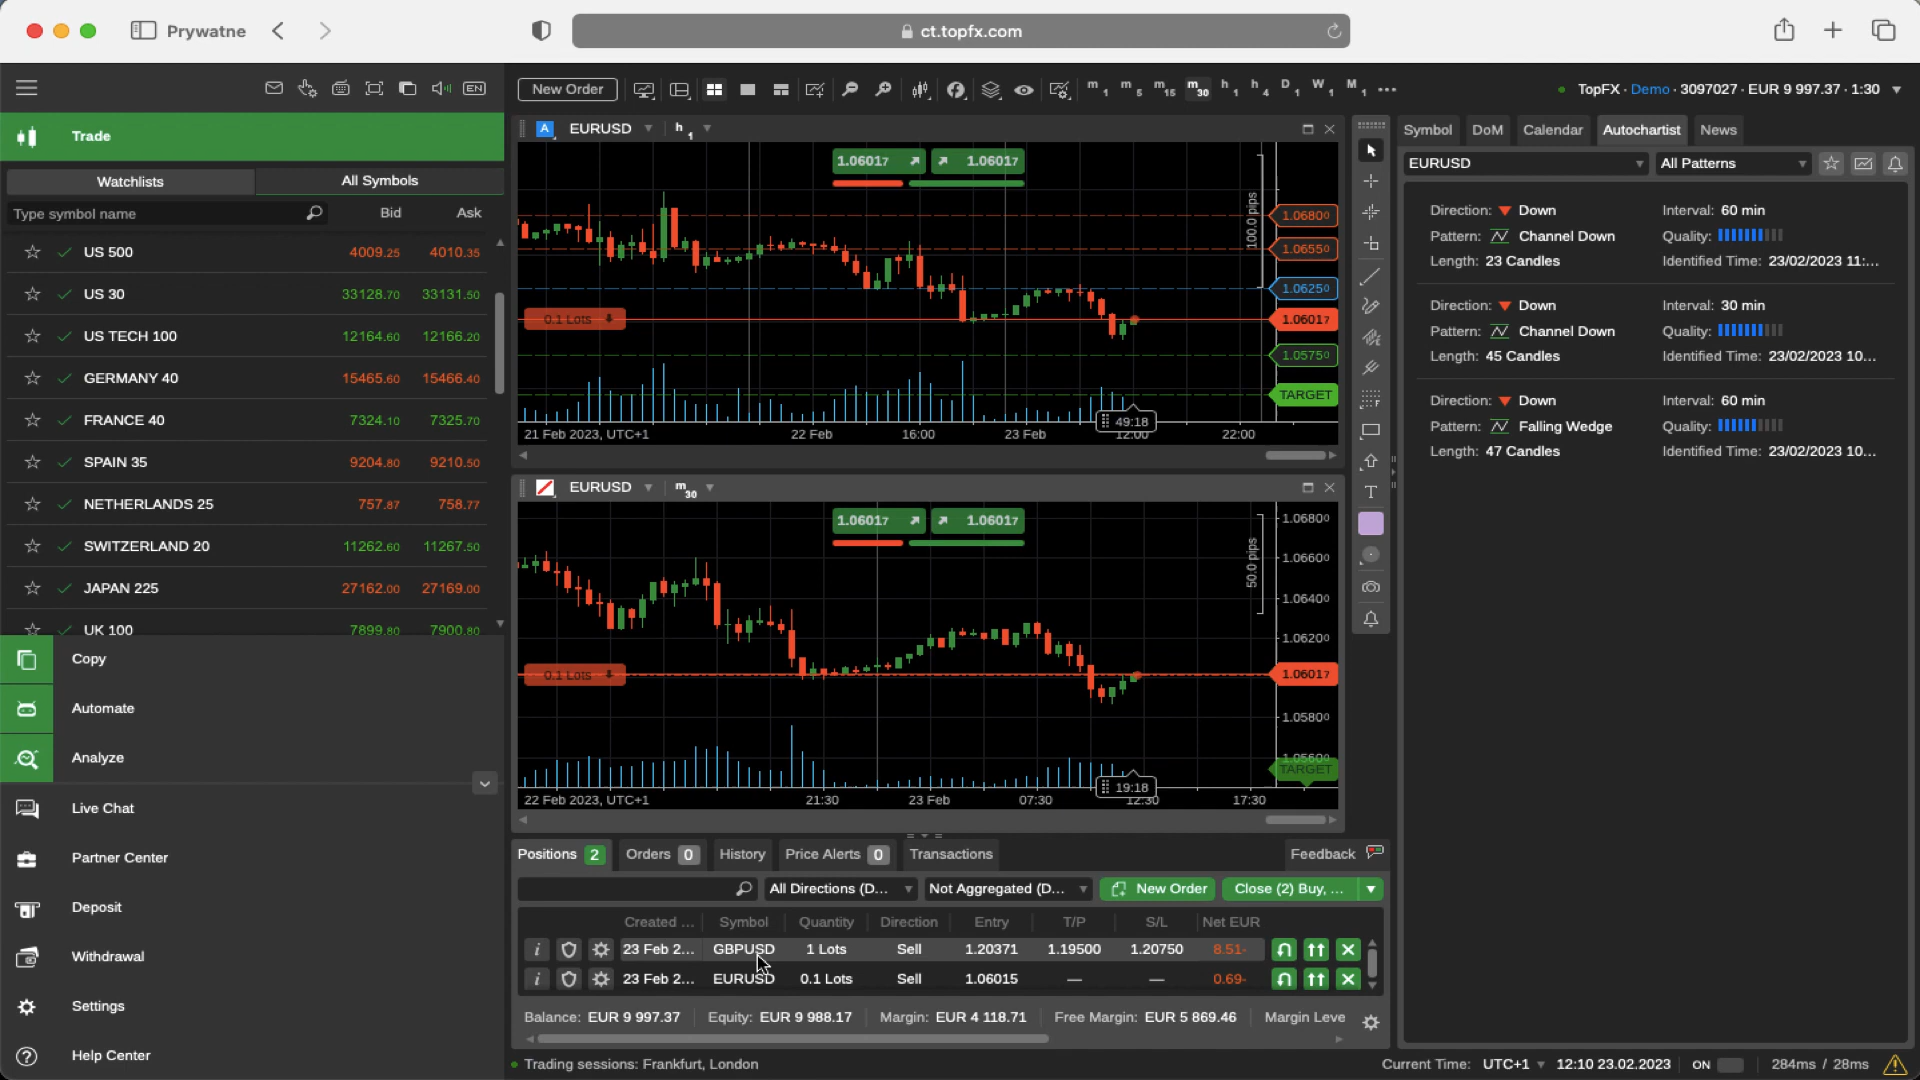 Prywatne
ct.topfx.com
EN
New Order
m1 m5 m15 m30 h1 h4 D1 W1 M1
TopFX · Demo · 3097027 · EUR 9 997.37 · 1:30
Trade
Watchlists All Symbols
Type symbol name Bid Ask
US 500 4009.25 4010.35
US 30 33128.70 33131.50
US TECH 100 12164.60 12166.20
GERMANY 40 15465.60 15466.40
FRANCE 40 7324.10 7325.70
SPAIN 35 9204.80 9210.50
NETHERLANDS 25 757.87 758.77
SWITZERLAND 20 11262.60 11267.50
JAPAN 225 27162.00 27169.00
UK 100 7899.80 7900.80
Copy
Automate
Analyze
Live Chat
Partner Center
Deposit
Withdrawal
Settings
Help Center
A EURUSD h1
1.06017 1.06017
100.0 pips
1.06800
1.06550
1.06250
0.1 Lots
1.06017
1.05750
TARGET
49:18
21 Feb 2023, UTC+1 22 Feb 16:00 23 Feb 12:00 22:00
EURUSD m30
1.06017 1.06017
50.0 pips
1.06800
1.06600
1.06400
1.06200
0.1 Lots
1.06017
1.05800
1.05600
TARGET
19:18
22 Feb 2023, UTC+1 21:30 23 Feb 07:30 12:30 17:30
Positions 2 Orders 0 History Price Alerts 0 Transactions Feedback
All Directions (D... Not Aggregated (D... New Order Close (2) Buy, ...
Created ... Symbol Quantity Direction Entry T/P S/L Net EUR
23 Feb 2... GBPUSD 1 Lots Sell 1.20371 1.19500 1.20750 8.51-
23 Feb 2... EURUSD 0.1 Lots Sell 1.06015 — — 0.69-
Balance: EUR 9 997.37 Equity: EUR 9 988.17 Margin: EUR 4 118.71 Free Margin: EUR 5 869.46 Margin Leve
Trading sessions: Frankfurt, London
Current Time: UTC+1 12:10 23.02.2023 ON 284ms / 28ms
Symbol DoM Calendar Autochartist News
EURUSD All Patterns
Direction: Down Interval: 60 min
Pattern: Channel Down Quality:
Length: 23 Candles Identified Time: 23/02/2023 11:...
Direction: Down Interval: 30 min
Pattern: Channel Down Quality:
Length: 45 Candles Identified Time: 23/02/2023 10...
Direction: Down Interval: 60 min
Pattern: Falling Wedge Quality:
Length: 47 Candles Identified Time: 23/02/2023 10...